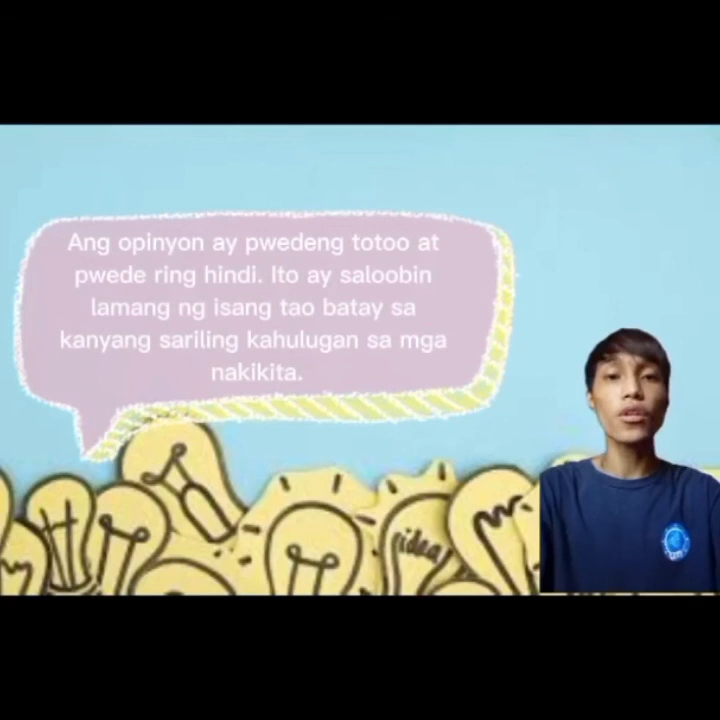 Ang opinyon ay pwedeng totoo at
pwede ring hindi. Ito ay saloobin
lamang ng isang tao batay sa
kanyang sariling kahulugan sa mga
nakikita.
idea